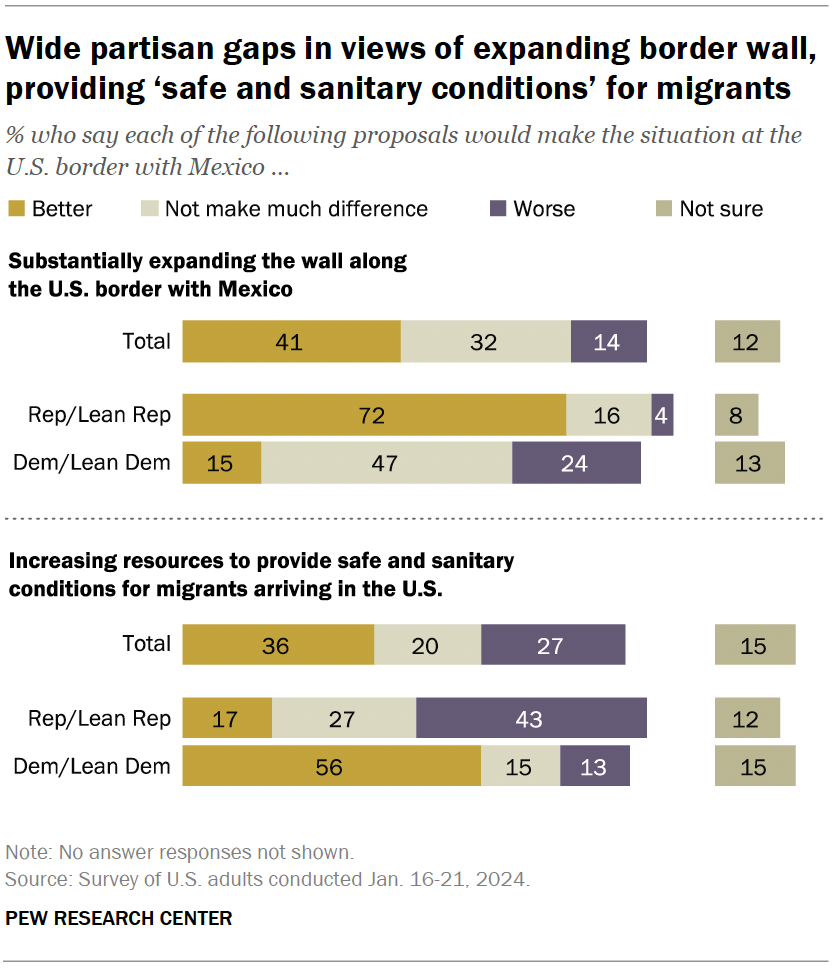 Wide partisan gaps in views of expanding border wall,
providing ‘safe and sanitary conditions’ for migrants
% who say each of the following proposals would make the situation at the
U.S. border with Mexico ...
Better Not make much difference Worse Not sure
Substantially expanding the wall along
the U.S. border with Mexico
Total 41 32 14 12
Rep/Lean Rep 72 16 4 8
Dem/Lean Dem 15 47 24 13
Increasing resources to provide safe and sanitary
conditions for migrants arriving in the U.S.
Total 36 20 27 15
Rep/Lean Rep 17 27 43 12
Dem/Lean Dem 56 15 13 15
Note: No answer responses not shown.
Source: Survey of U.S. adults conducted Jan. 16-21, 2024.
PEW RESEARCH CENTER